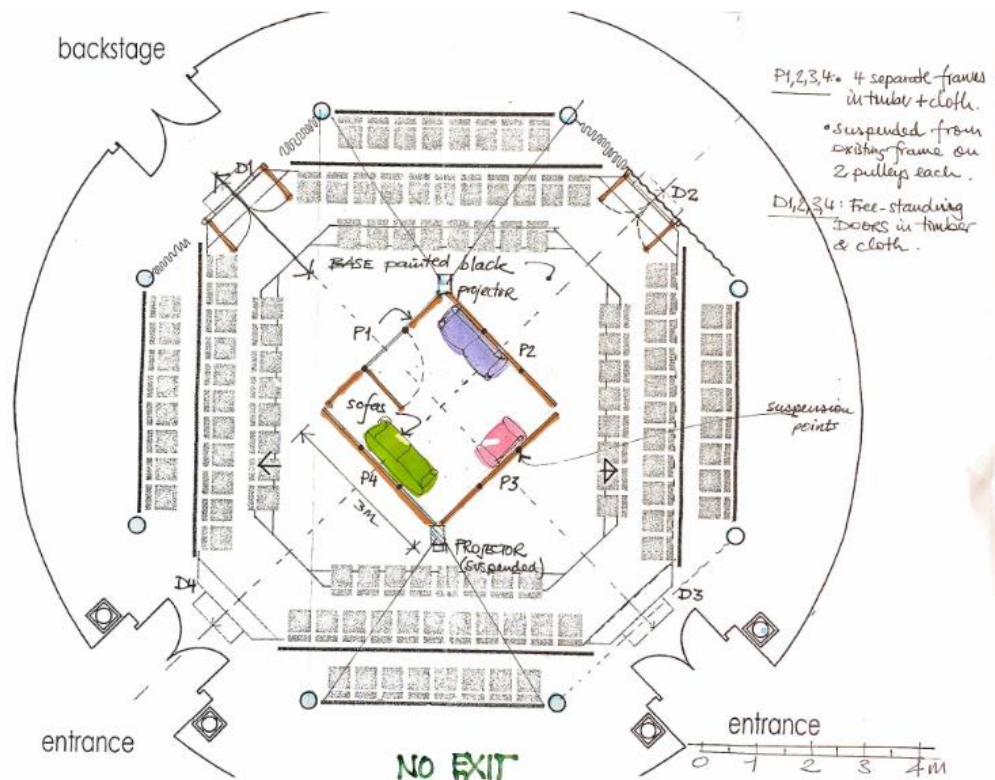 backstage
P1,2,3,4: • 4 separate frames
in timber + cloth.
• suspended from
existing frame on
2 pulleys each.
D1,2,3,4: Free-standing
DOORS in timber
& cloth.
D1
D2
BASE painted black
projector
P1
P2
sofas
suspension
points
P4
P3
3M
PROJECTOR
(suspended)
D4
D3
entrance
entrance
NO EXIT
0 1 2 3 4m